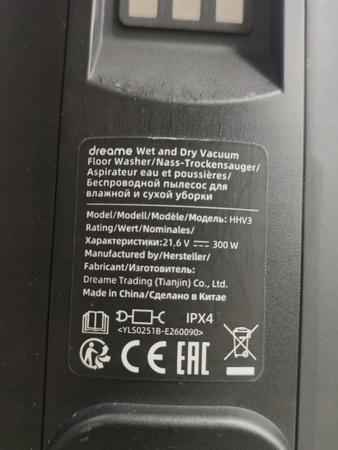 dreame Wet and Dry Vacuum
Floor Washer/Nass-Trockensauger/
Aspirateur eau et poussières/
Беспроводной пылесос для
влажной и сухой уборки
Model/Modell/Modèle/Модель: HHV3
Rating/Wert/Nominales/
Характеристики:21,6 V ⎓ 300 W
Manufactured by/Hersteller/
Fabricant/Изготовитель:
Dreame Trading (Tianjin) Co., Ltd.
Made in China/Сделано в Китае
IPX4
<YLS0251B-E260090>
CE EAC